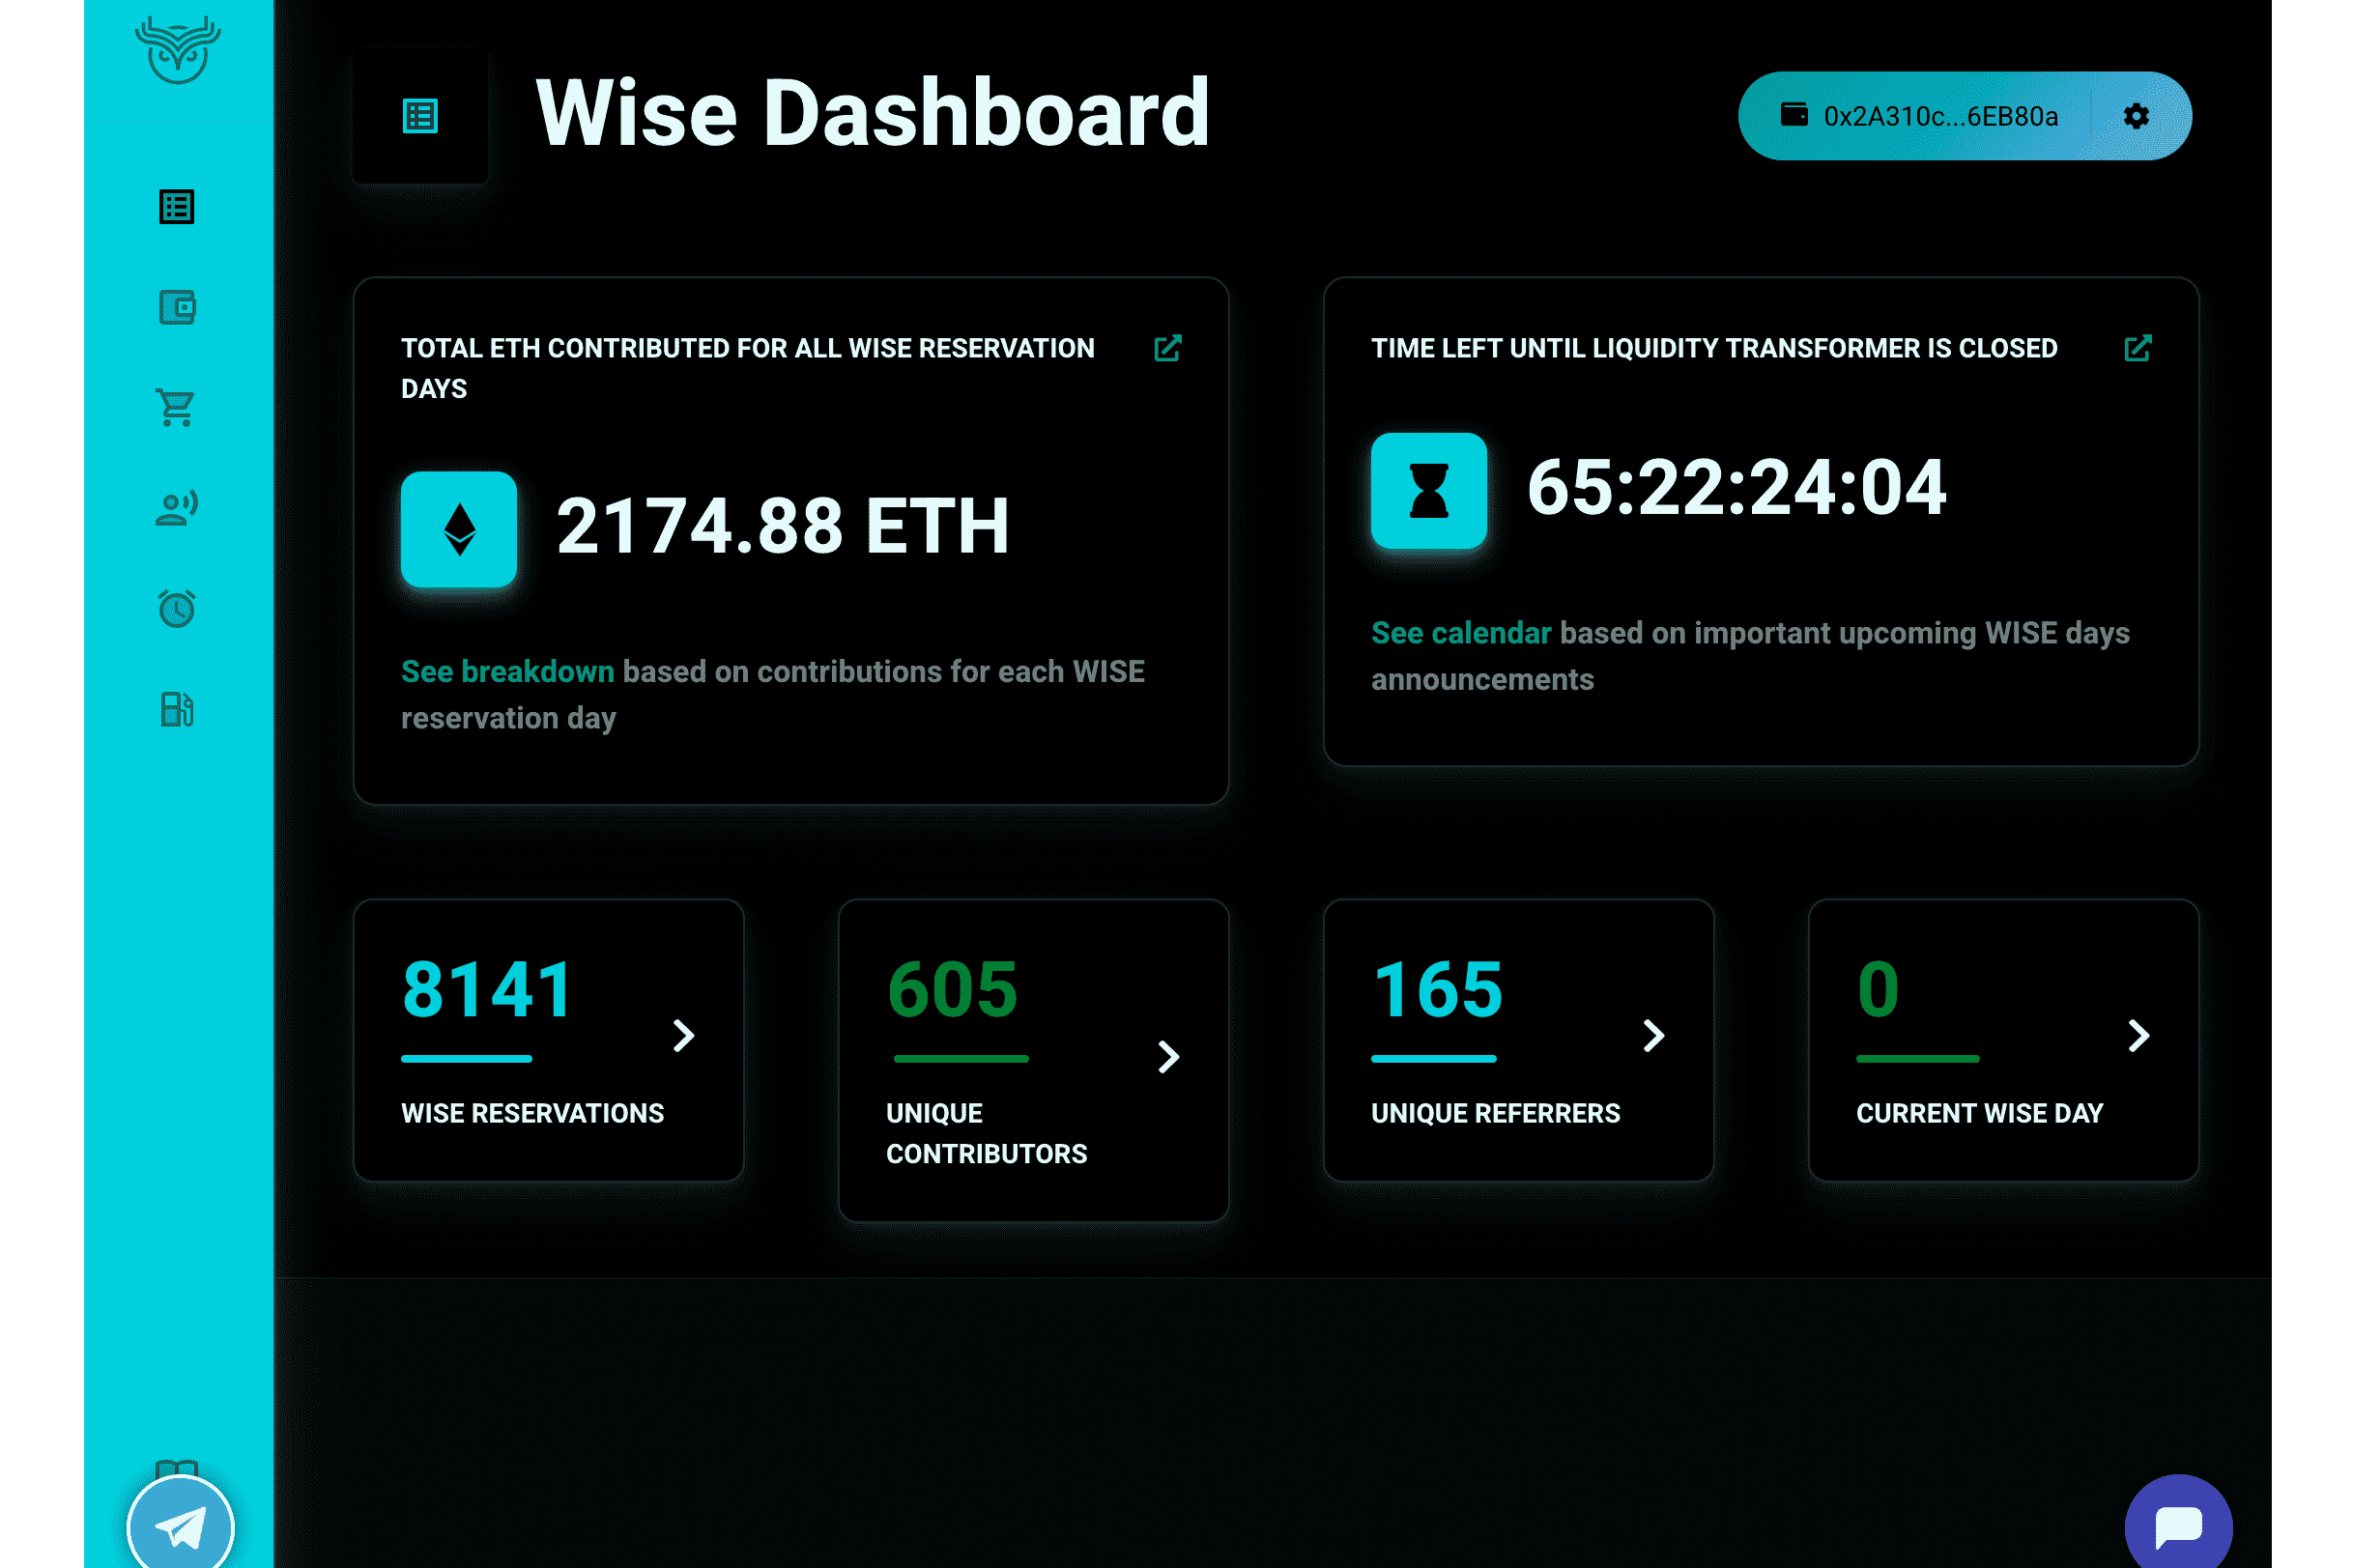 Wise Dashboard
0x2A310c...6EB80a
TOTAL ETH CONTRIBUTED FOR ALL WISE RESERVATION
DAYS
2174.88 ETH
See breakdown based on contributions for each WISE
reservation day
TIME LEFT UNTIL LIQUIDITY TRANSFORMER IS CLOSED
65:22:24:04
See calendar based on important upcoming WISE days
announcements
8141
WISE RESERVATIONS
605
UNIQUE
CONTRIBUTORS
165
UNIQUE REFERRERS
0
CURRENT WISE DAY